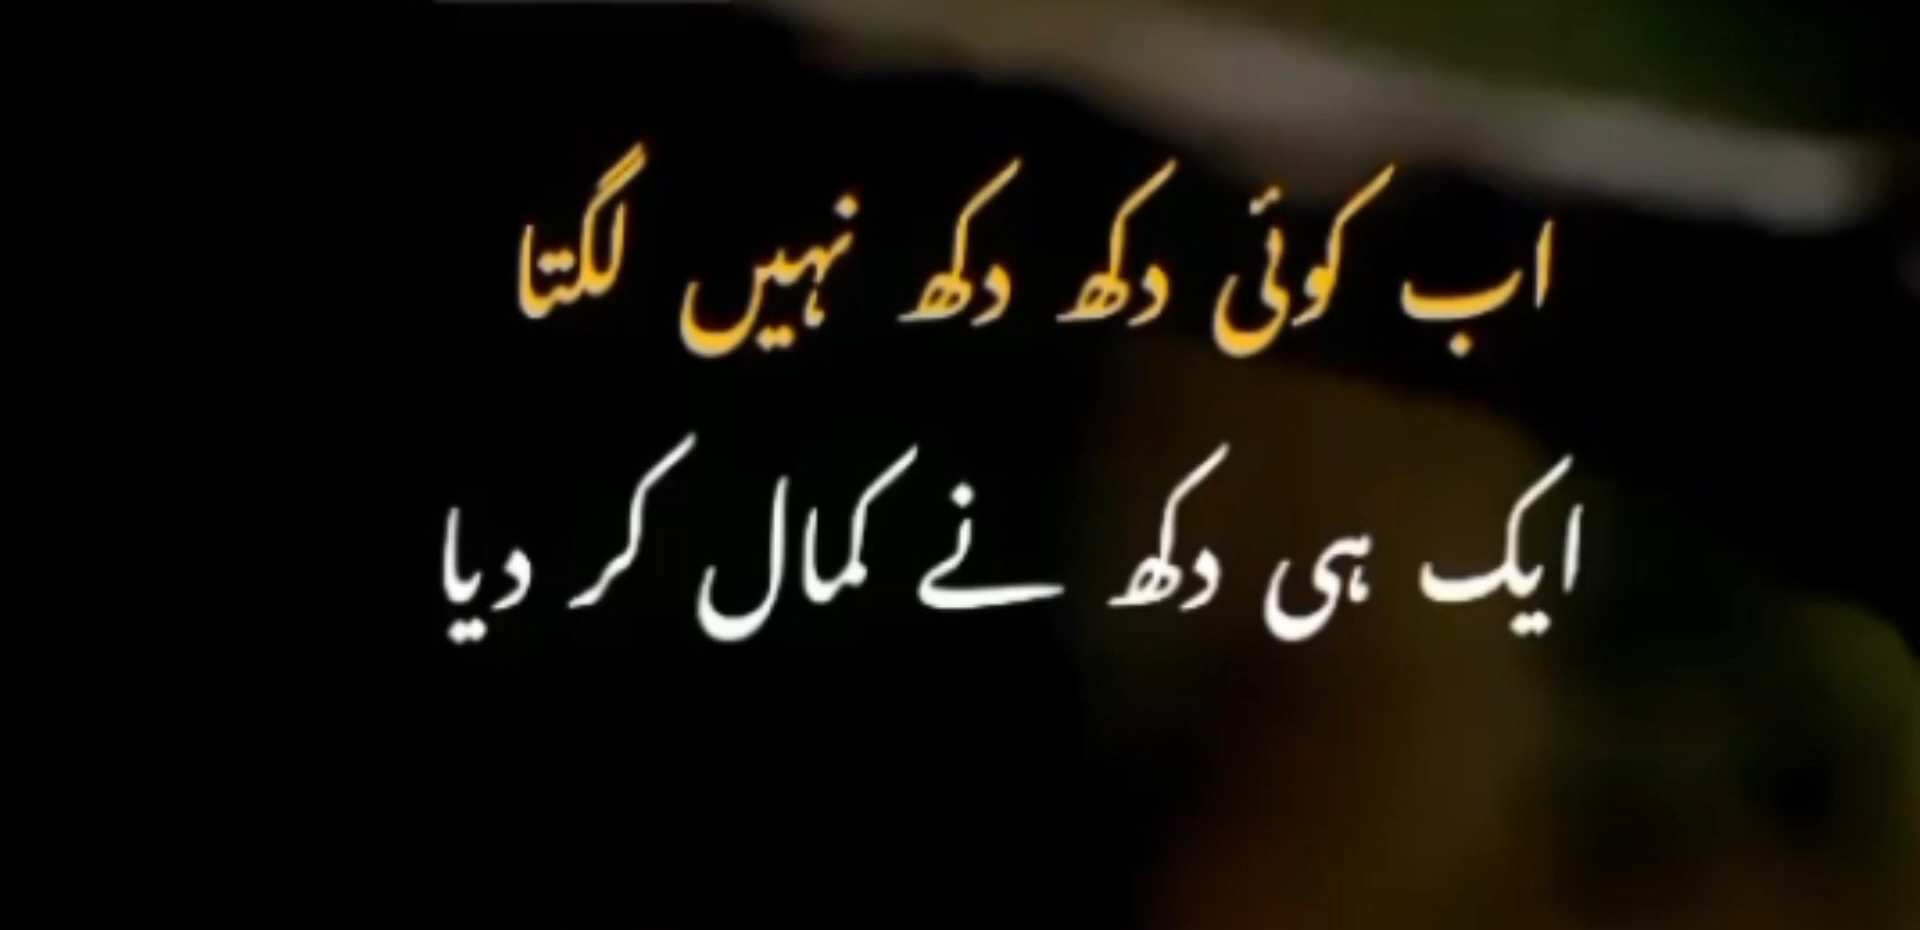 اب کوئی دکھ دکھ نہیں لگتا
ایک ہی دکھ نے کمال کر دیا